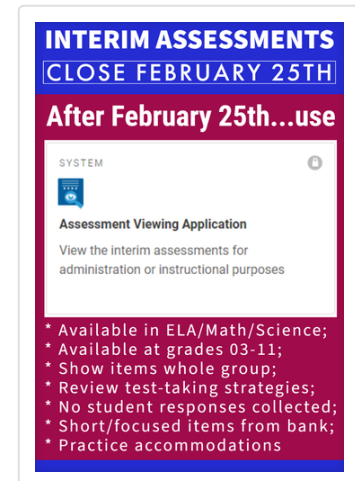 INTERIM ASSESSMENTS
CLOSE FEBRUARY 25TH
After February 25th...use
SYSTEM
Assessment Viewing Application
View the interim assessments for
administration or instructional purposes
* Available in ELA/Math/Science;
* Available at grades 03-11;
* Show items whole group;
* Review test-taking strategies;
* No student responses collected;
* Short/focused items from bank;
* Practice accommodations